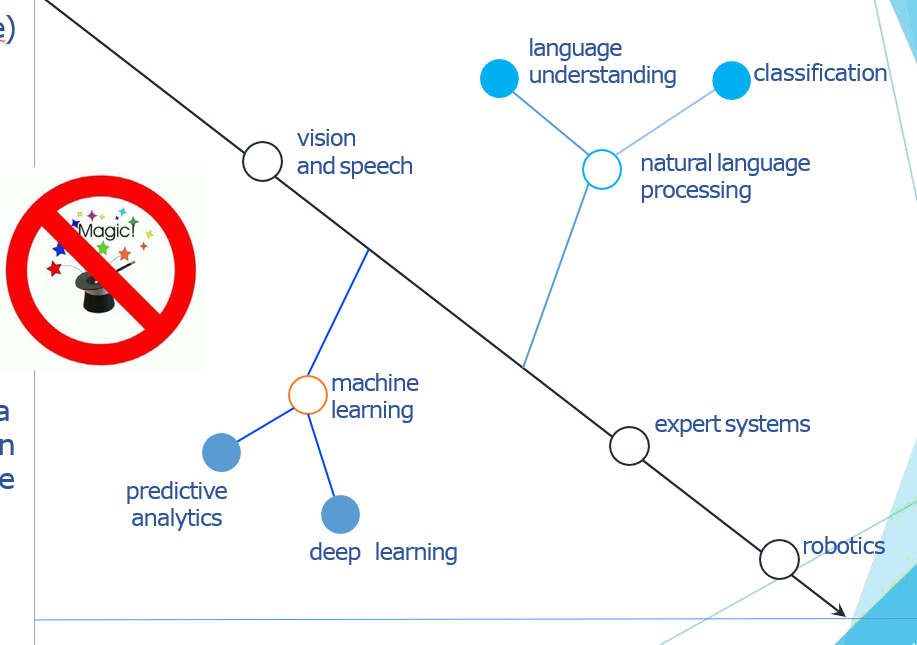 e)
language
understanding
classification
vision
and speech
natural language
processing
Magic!
machine
learning
a
n
e
expert systems
predictive
analytics
deep learning
robotics